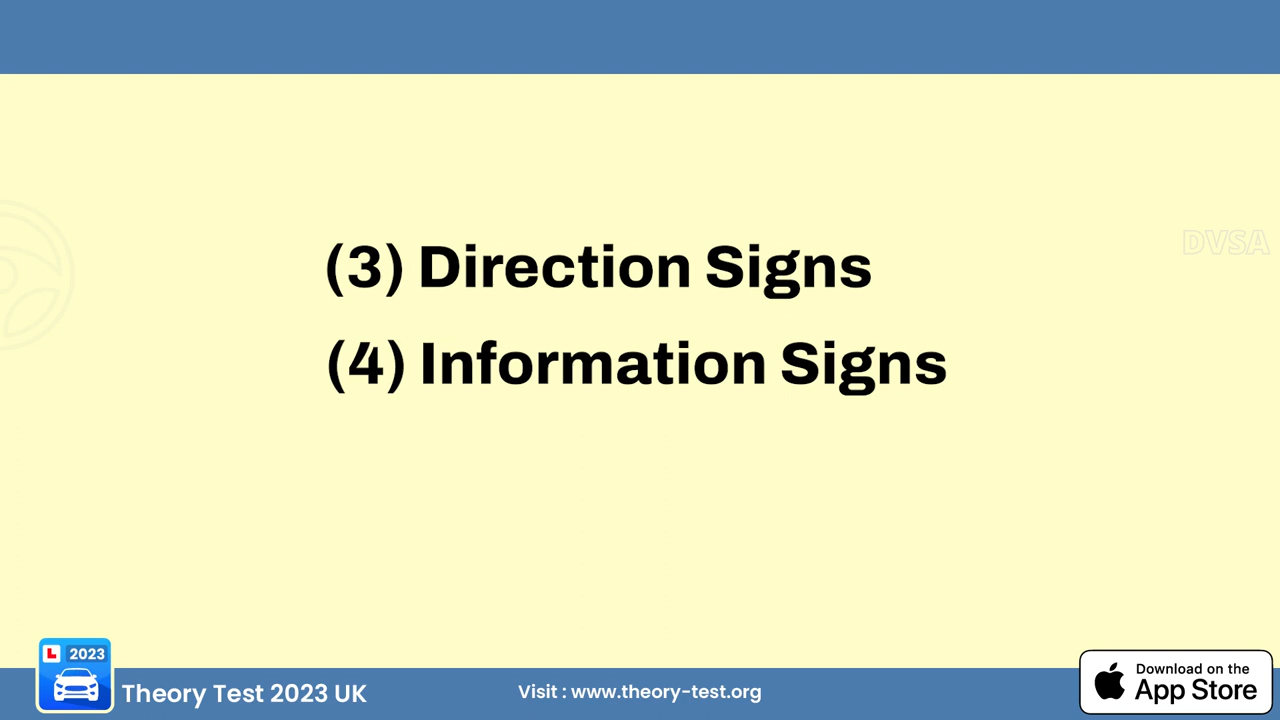 (3) Direction Signs
DVSA
(4) Information Signs
L 2023
Theory Test 2023 UK
Visit : www.theory-test.org
Download on the
App Store